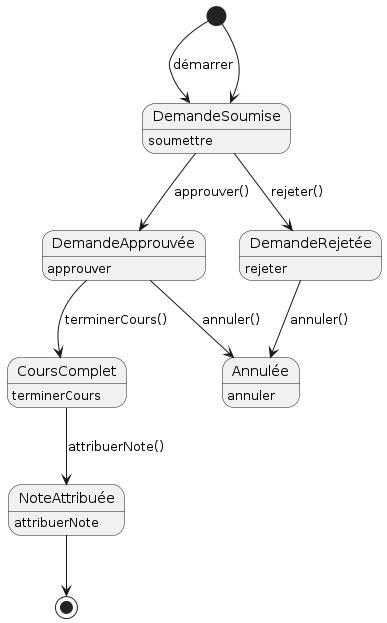 démarrer
DemandeSoumise
soumettre
approuver()
rejeter()
DemandeApprouvée
approuver
DemandeRejetée
rejeter
terminerCours()
annuler()
annuler()
CoursComplet
terminerCours
Annulée
annuler
attribuerNote()
NoteAttribuée
attribuerNote